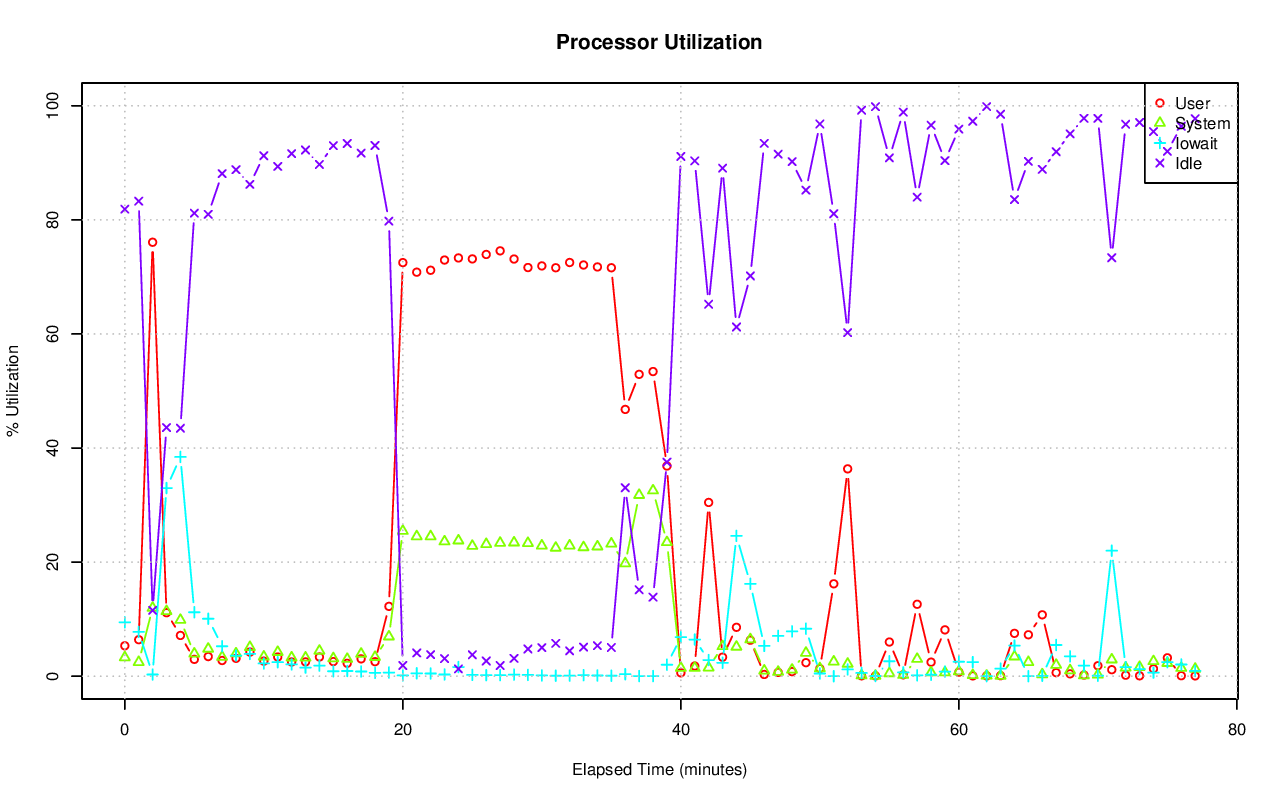 Processor Utilization
100
80
60
40
20
0
% Utilization
User
System
Iowait
Idle
0 20 40 60 80
Elapsed Time (minutes)